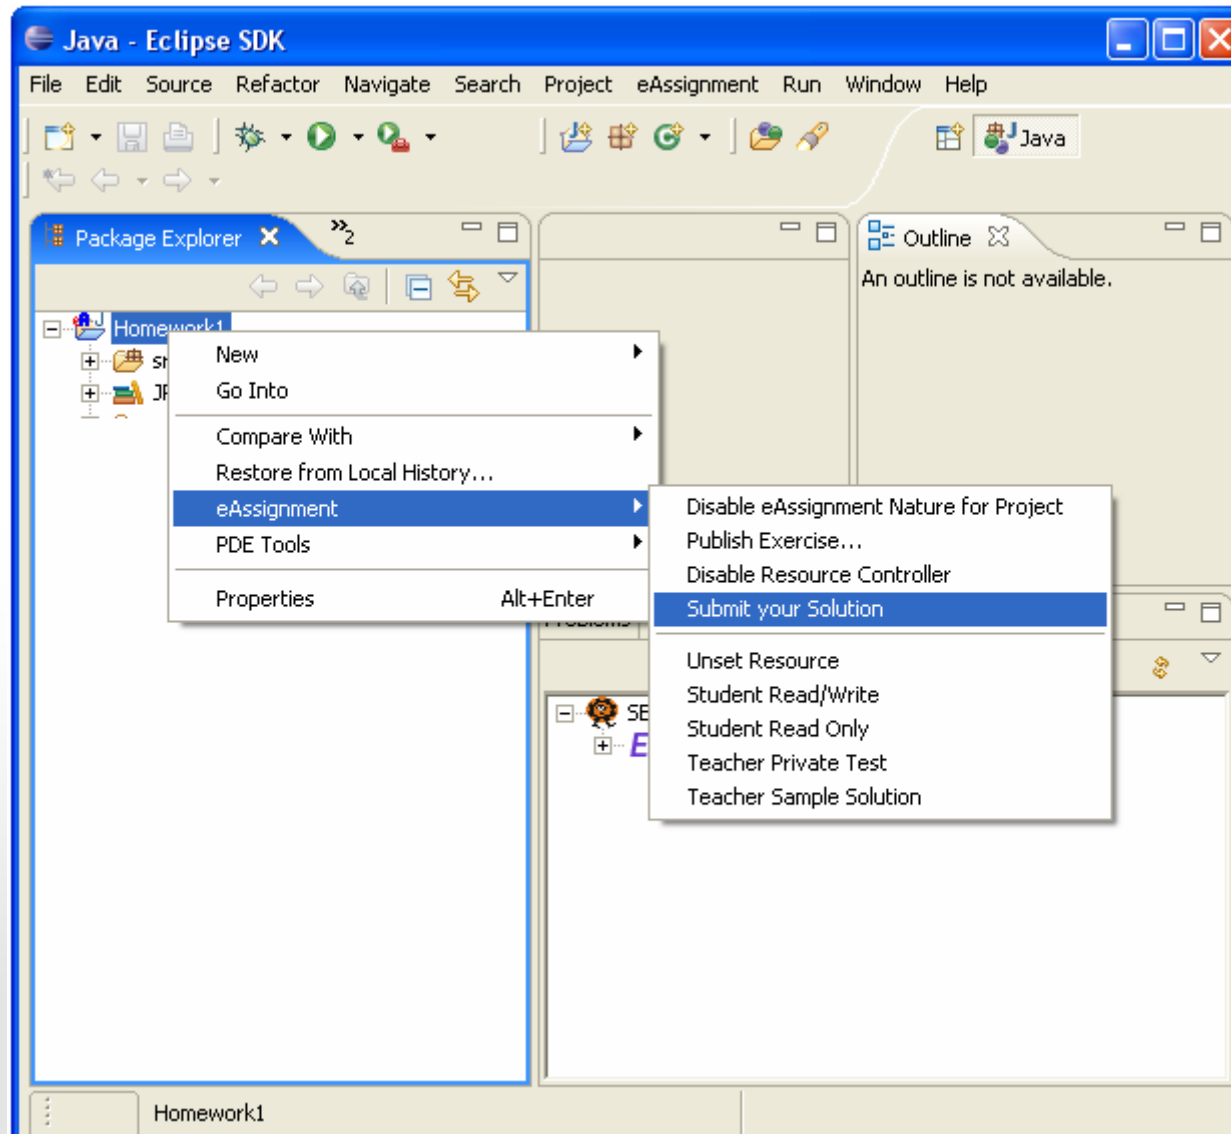 Java - Eclipse SDK
File Edit Source Refactor Navigate Search Project eAssignment Run Window Help
Java
Package Explorer
2
Outline
An outline is not available.
Homework1
New
Go Into
Compare With
Restore from Local History...
eAssignment
PDE Tools
Properties Alt+Enter
Disable eAssignment Nature for Project
Publish Exercise...
Disable Resource Controller
Submit your Solution
Unset Resource
Student Read/Write
Student Read Only
Teacher Private Test
Teacher Sample Solution
Problems
SE
E
Homework1